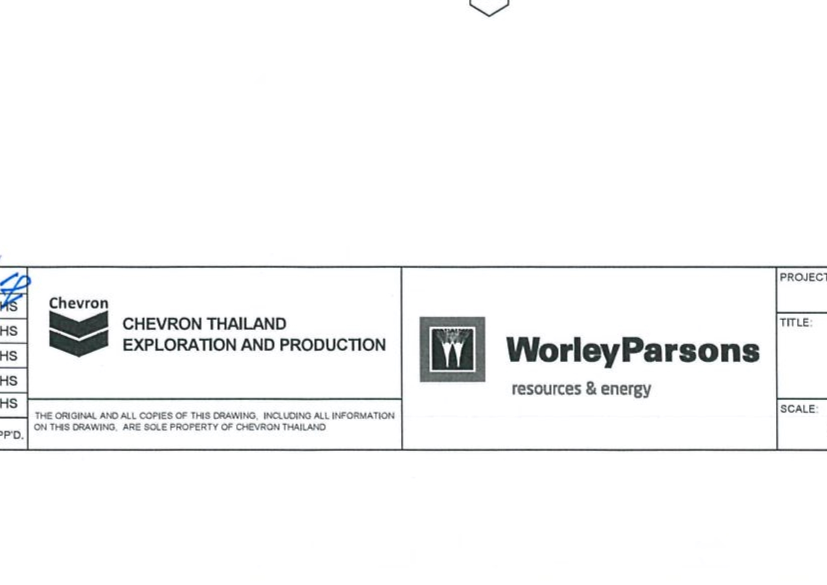 HS
HS
HS
HS
HS
PP'D.
Chevron
CHEVRON THAILAND
EXPLORATION AND PRODUCTION
THE ORIGINAL AND ALL COPIES OF THIS DRAWING, INCLUDING ALL INFORMATION
ON THIS DRAWING, ARE SOLE PROPERTY OF CHEVRON THAILAND
WorleyParsons
resources & energy
PROJECT
TITLE:
SCALE: